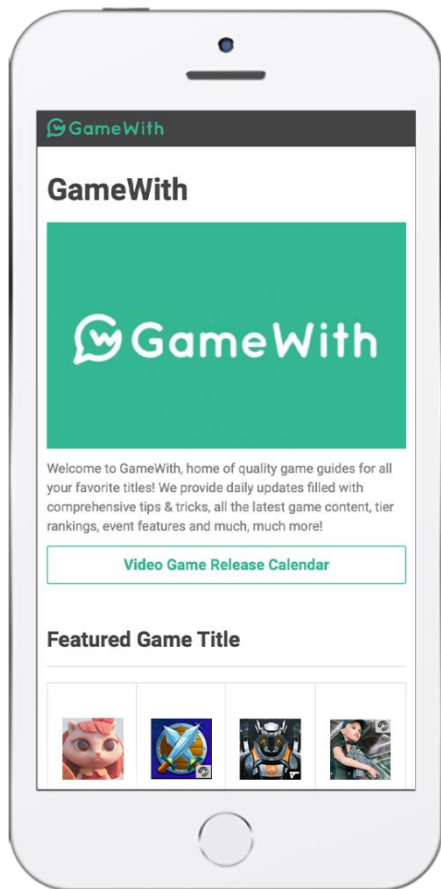 GameWith
GameWith
GameWith
Welcome to GameWith, home of quality game guides for all
your favorite titles! We provide daily updates filled with
comprehensive tips & tricks, all the latest game content, tier
rankings, event features and much, much more!
Video Game Release Calendar
Featured Game Title